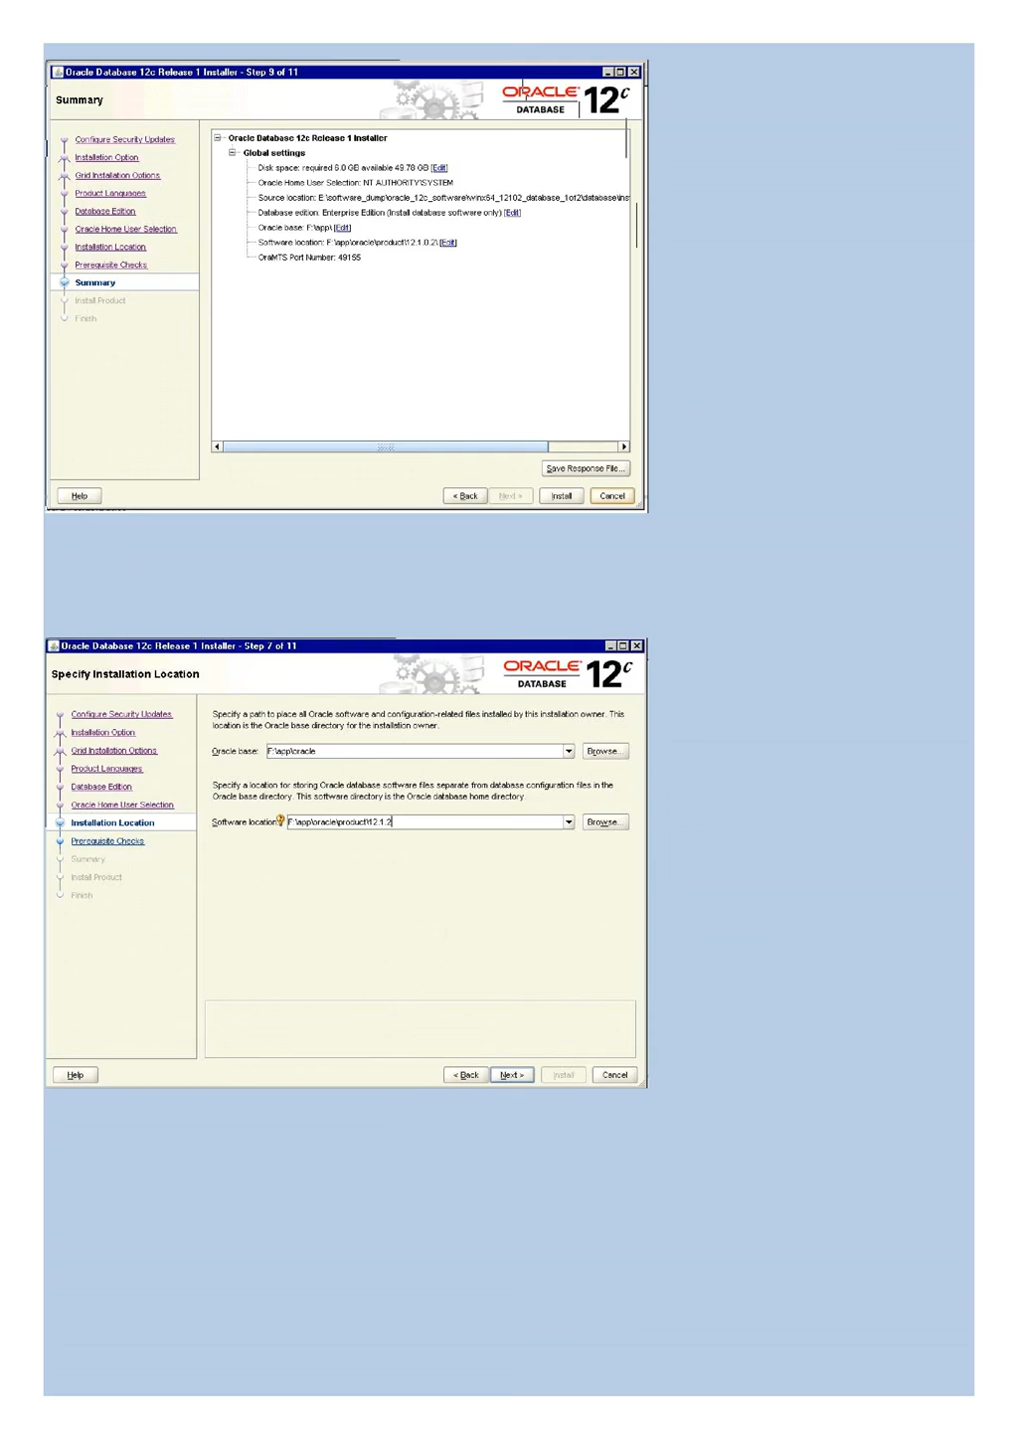 Oracle Database 12c Release 1 Installer - Step 9 of 11
Summary
ORACLE
DATABASE
12c
Configure Security Updates
Installation Option
Grid Installation Options
Product Languages
Database Edition
Oracle Home User Selection
Installation Location
Prerequisite Checks
Summary
Install Product
Finish
Oracle Database 12c Release 1 Installer
Global settings
Disk space: required 6.0 GB available 49.78 GB [Edit]
Oracle Home User Selection: NT AUTHORITY\SYSTEM
Source location: E:\software_dump\oracle_12c_software\winx64_12102_database_1of2\database\ins
Database edition: Enterprise Edition (Install database software only) [Edit]
Oracle base: F:\app\ [Edit]
Software location: F:\app\oracle\product\12.1.0.2\ [Edit]
OraMTS Port Number: 49155
Save Response File...
Help
< Back
Next >
Install
Cancel
Oracle Database 12c Release 1 Installer - Step 7 of 11
Specify Installation Location
ORACLE
DATABASE
12c
Configure Security Updates
Installation Option
Grid Installation Options
Product Languages
Database Edition
Oracle Home User Selection
Installation Location
Prerequisite Checks
Summary
Install Product
Finish
Specify a path to place all Oracle software and configuration-related files installed by this installation owner. This
location is the Oracle base directory for the installation owner.
Oracle base: F:\app\oracle
Browse...
Specify a location for storing Oracle database software files separate from database configuration files in the
Oracle base directory. This software directory is the Oracle database home directory.
Software location: F:\app\oracle\product\12.1.2
Browse...
Help
< Back
Next >
Install
Cancel